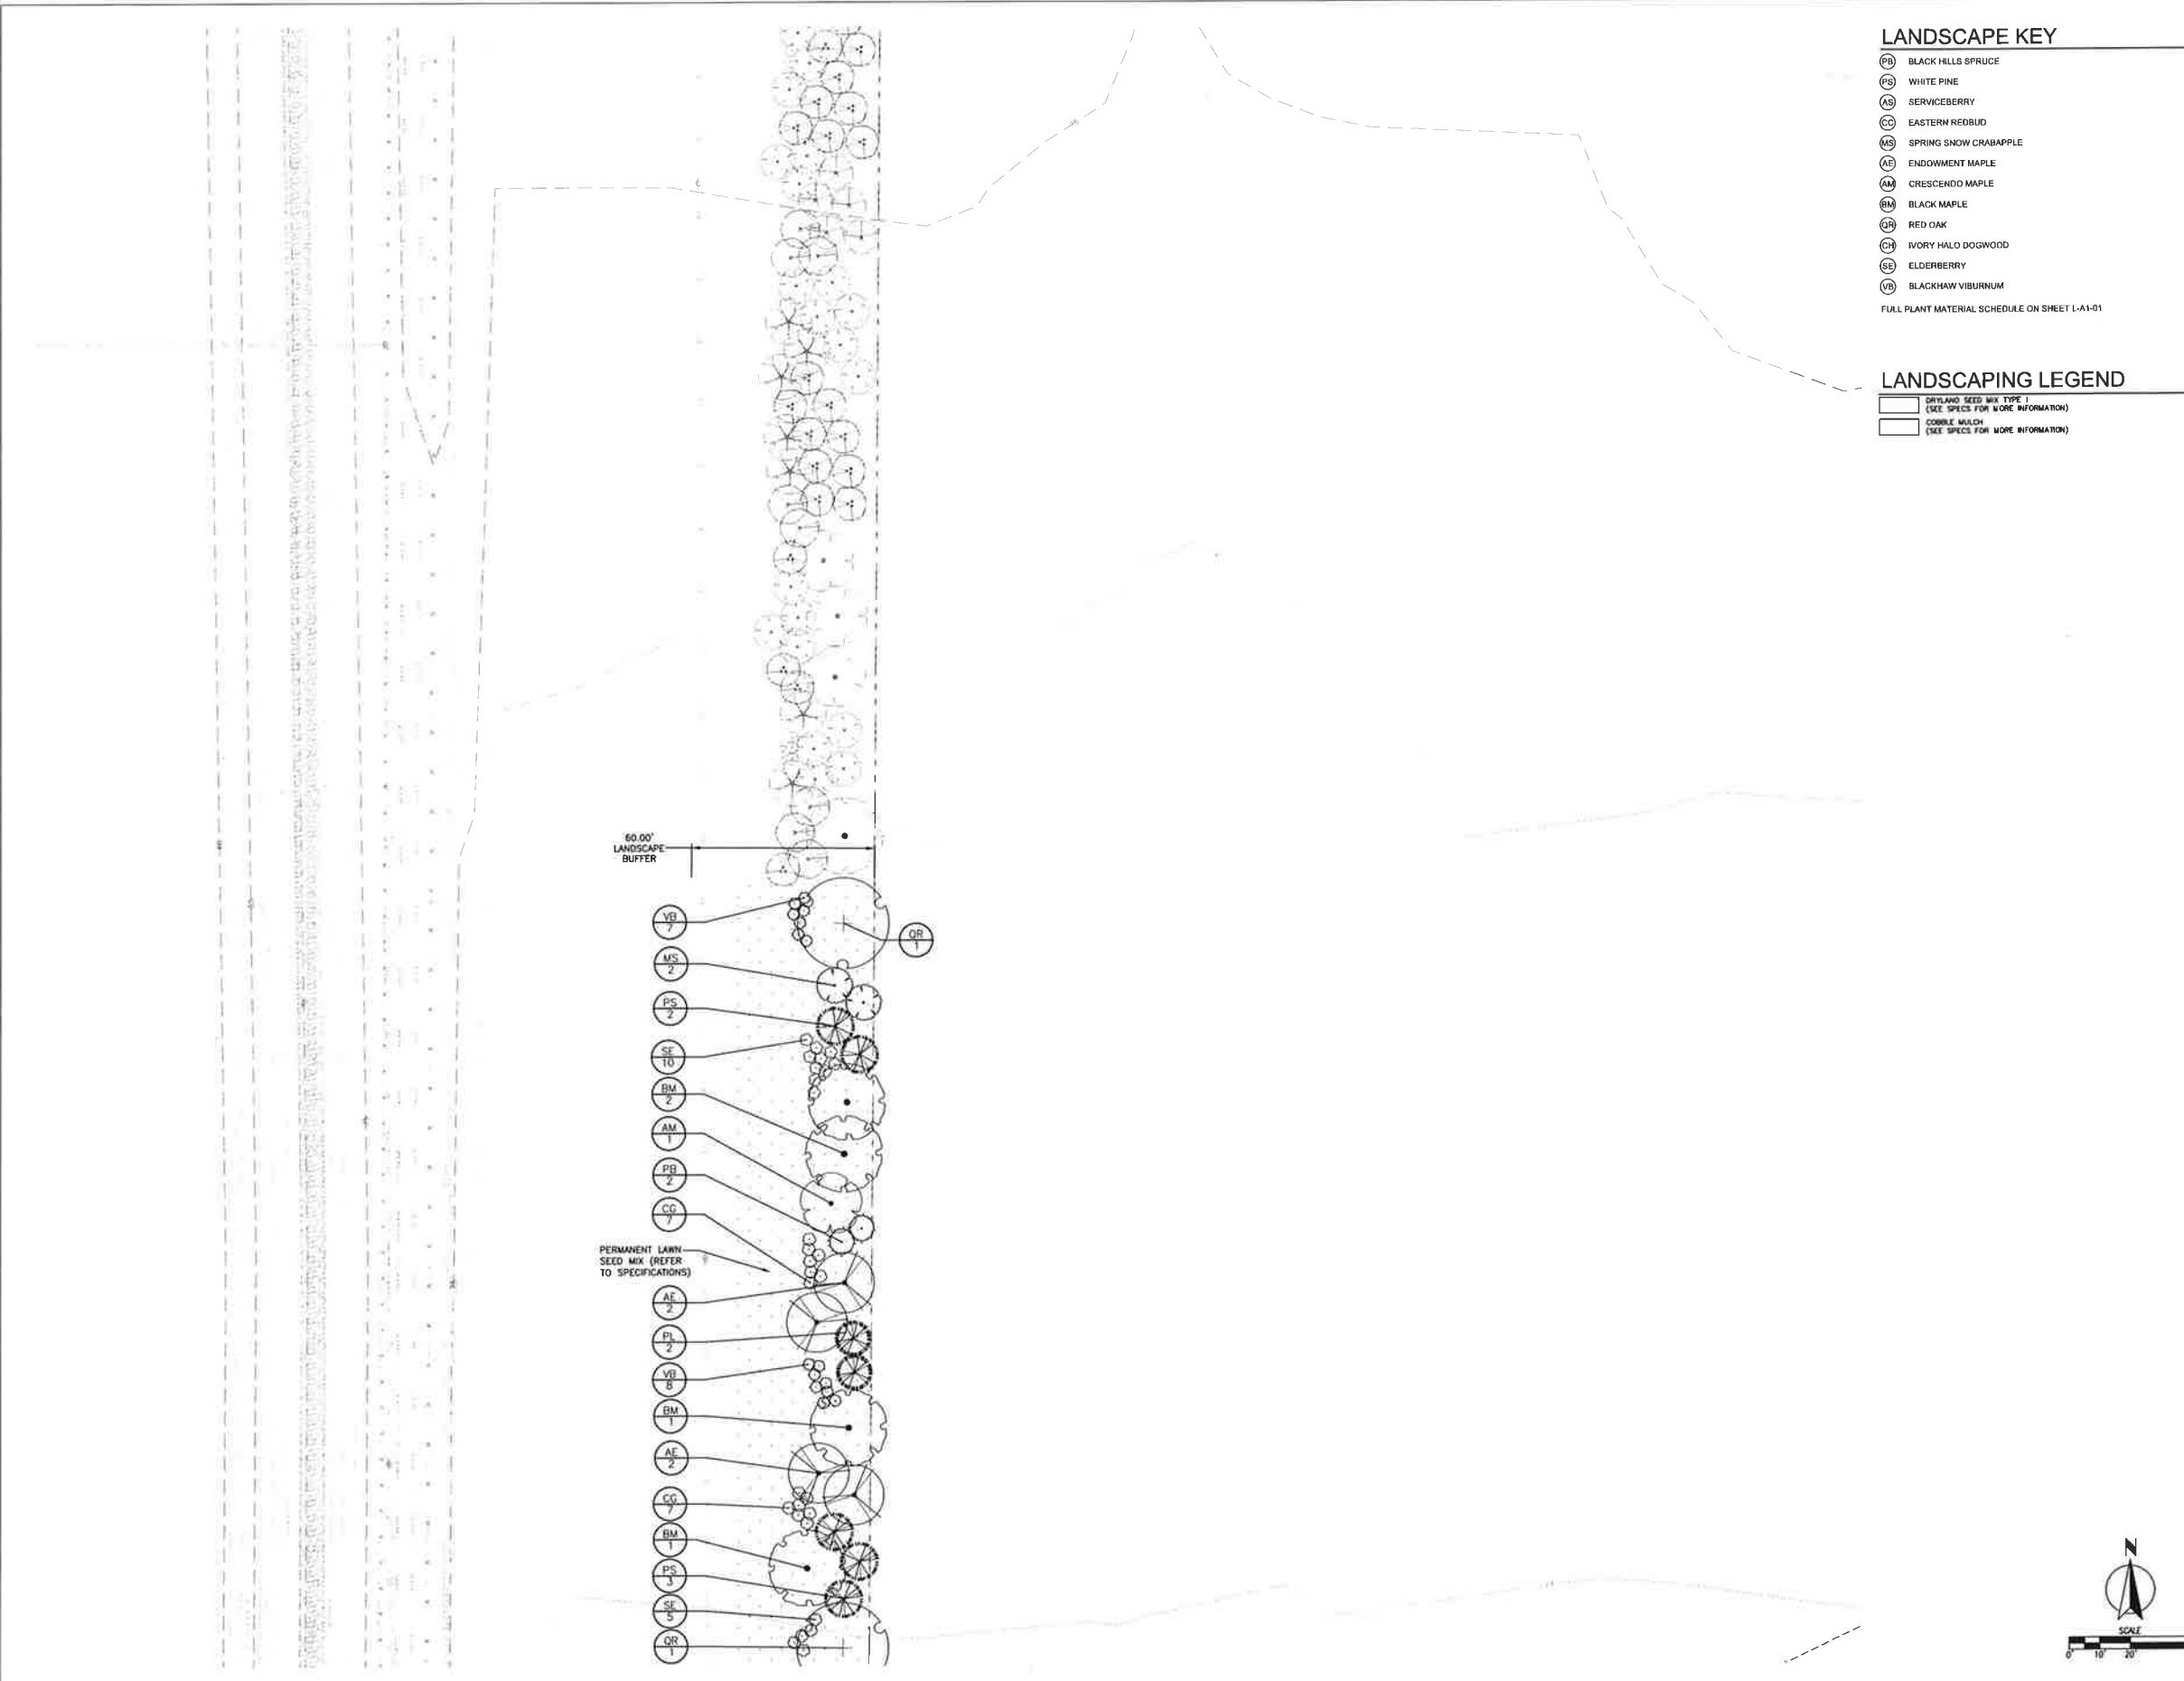 LANDSCAPE KEY
PB BLACK HILLS SPRUCE
PS WHITE PINE
AS SERVICEBERRY
CC EASTERN REDBUD
MS SPRING SNOW CRABAPPLE
AE ENDOWMENT MAPLE
AM CRESCENDO MAPLE
BM BLACK MAPLE
QR RED OAK
CH IVORY HALO DOGWOOD
SE ELDERBERRY
VB BLACKHAW VIBURNUM
FULL PLANT MATERIAL SCHEDULE ON SHEET L-A1-01
LANDSCAPING LEGEND
DRYLAND SEED MIX TYPE I
(SEE SPECS FOR MORE INFORMATION)
COBBLE MULCH
(SEE SPECS FOR MORE INFORMATION)
60.00'
LANDSCAPE
BUFFER
VB
7
QR
1
MS
2
PS
2
SE
10
BM
2
AM
1
PB
2
CG
7
PERMANENT LAWN
SEED MIX (REFER
TO SPECIFICATIONS)
AE
2
PL
2
VB
8
BM
1
AE
2
CG
7
BM
1
PS
3
SE
5
QR
1
N
SCALE
0' 10' 20'